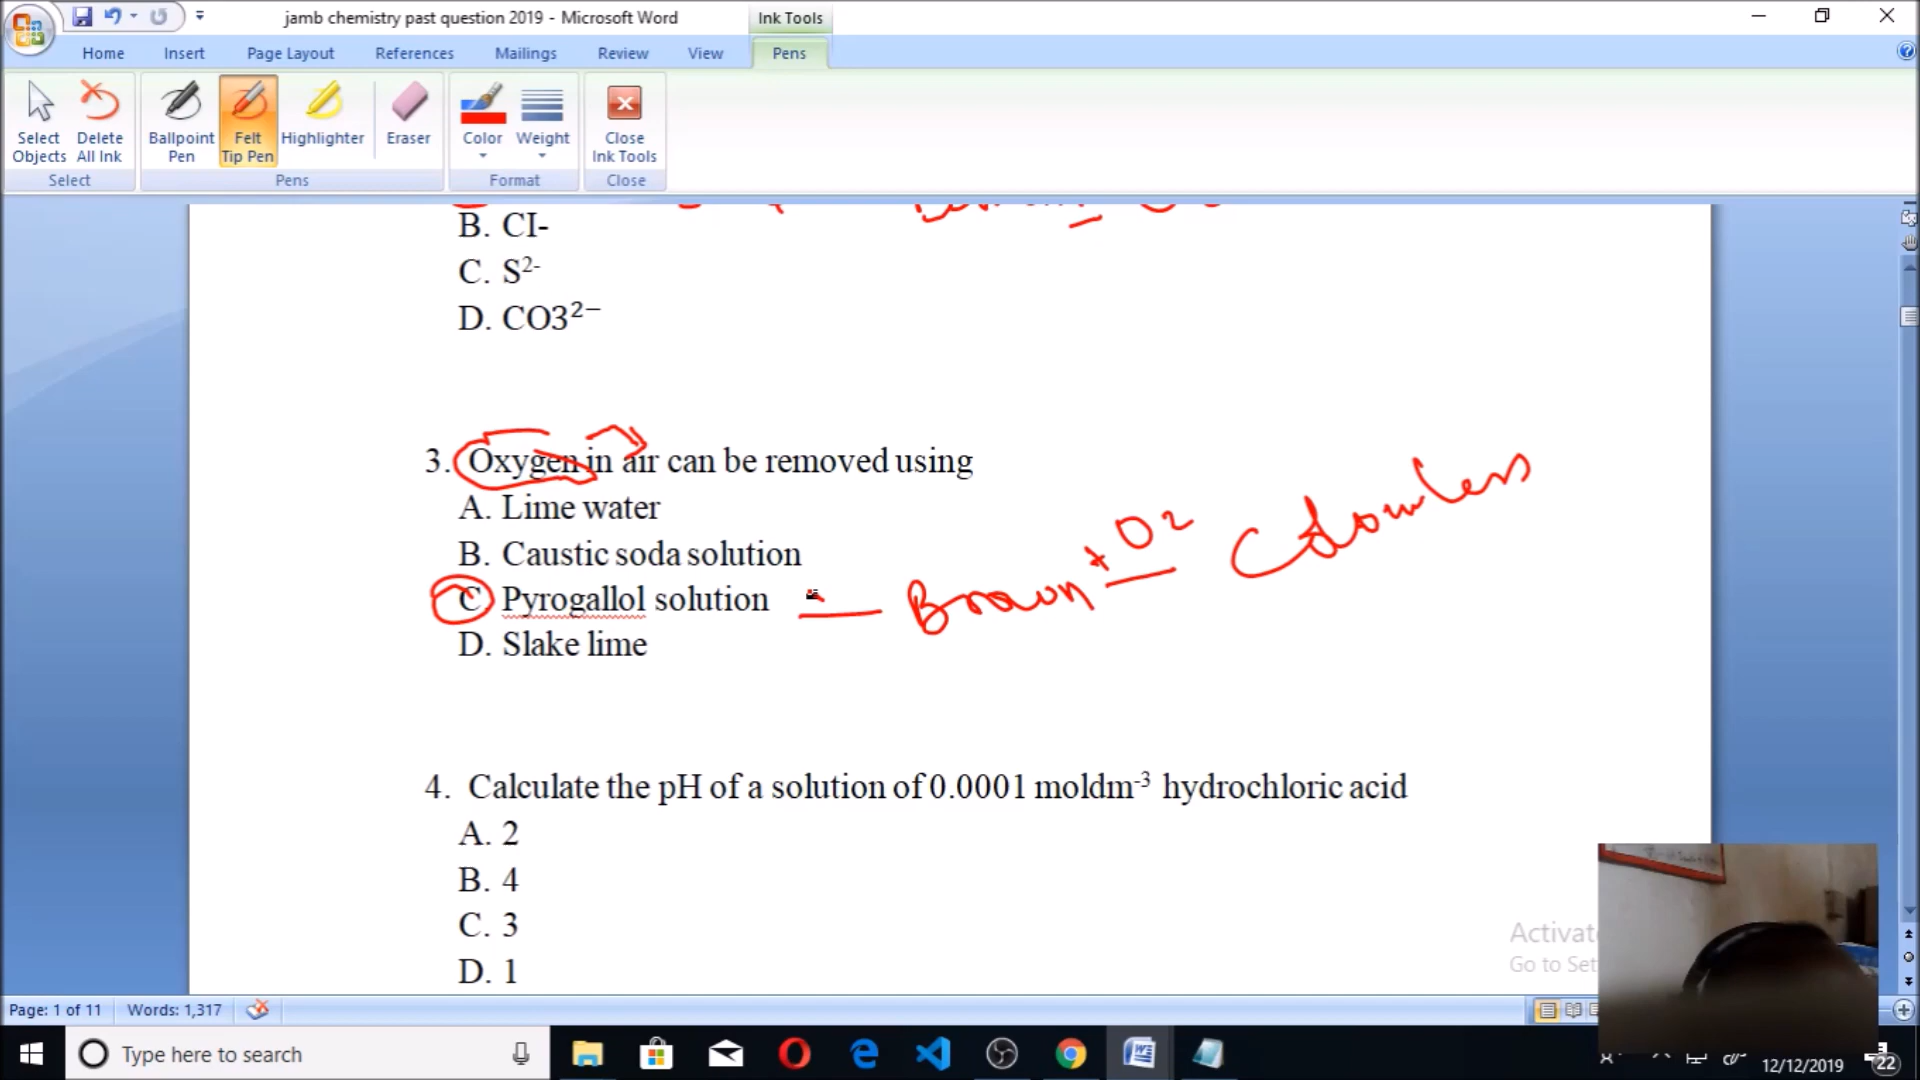 jamb chemistry past question 2019 - Microsoft Word
Ink Tools
Home
Insert
Page Layout
References
Mailings
Review
View
Pens
Select Objects
Delete All Ink
Ballpoint Pen
Felt Tip Pen
Highlighter
Eraser
Color
Weight
Close Ink Tools
Select
Pens
Format
Close
B. CI-
C. S²⁻
D. CO3²⁻
3. Oxygen in air can be removed using
A. Lime water
B. Caustic soda solution
C. Pyrogallol solution
Brown + O2 Colourless
D. Slake lime
4. Calculate the pH of a solution of 0.0001 moldm⁻³ hydrochloric acid
A. 2
B. 4
C. 3
D. 1
Activat
Go to Set
Page: 1 of 11
Words: 1,317
Type here to search
12/12/2019
22